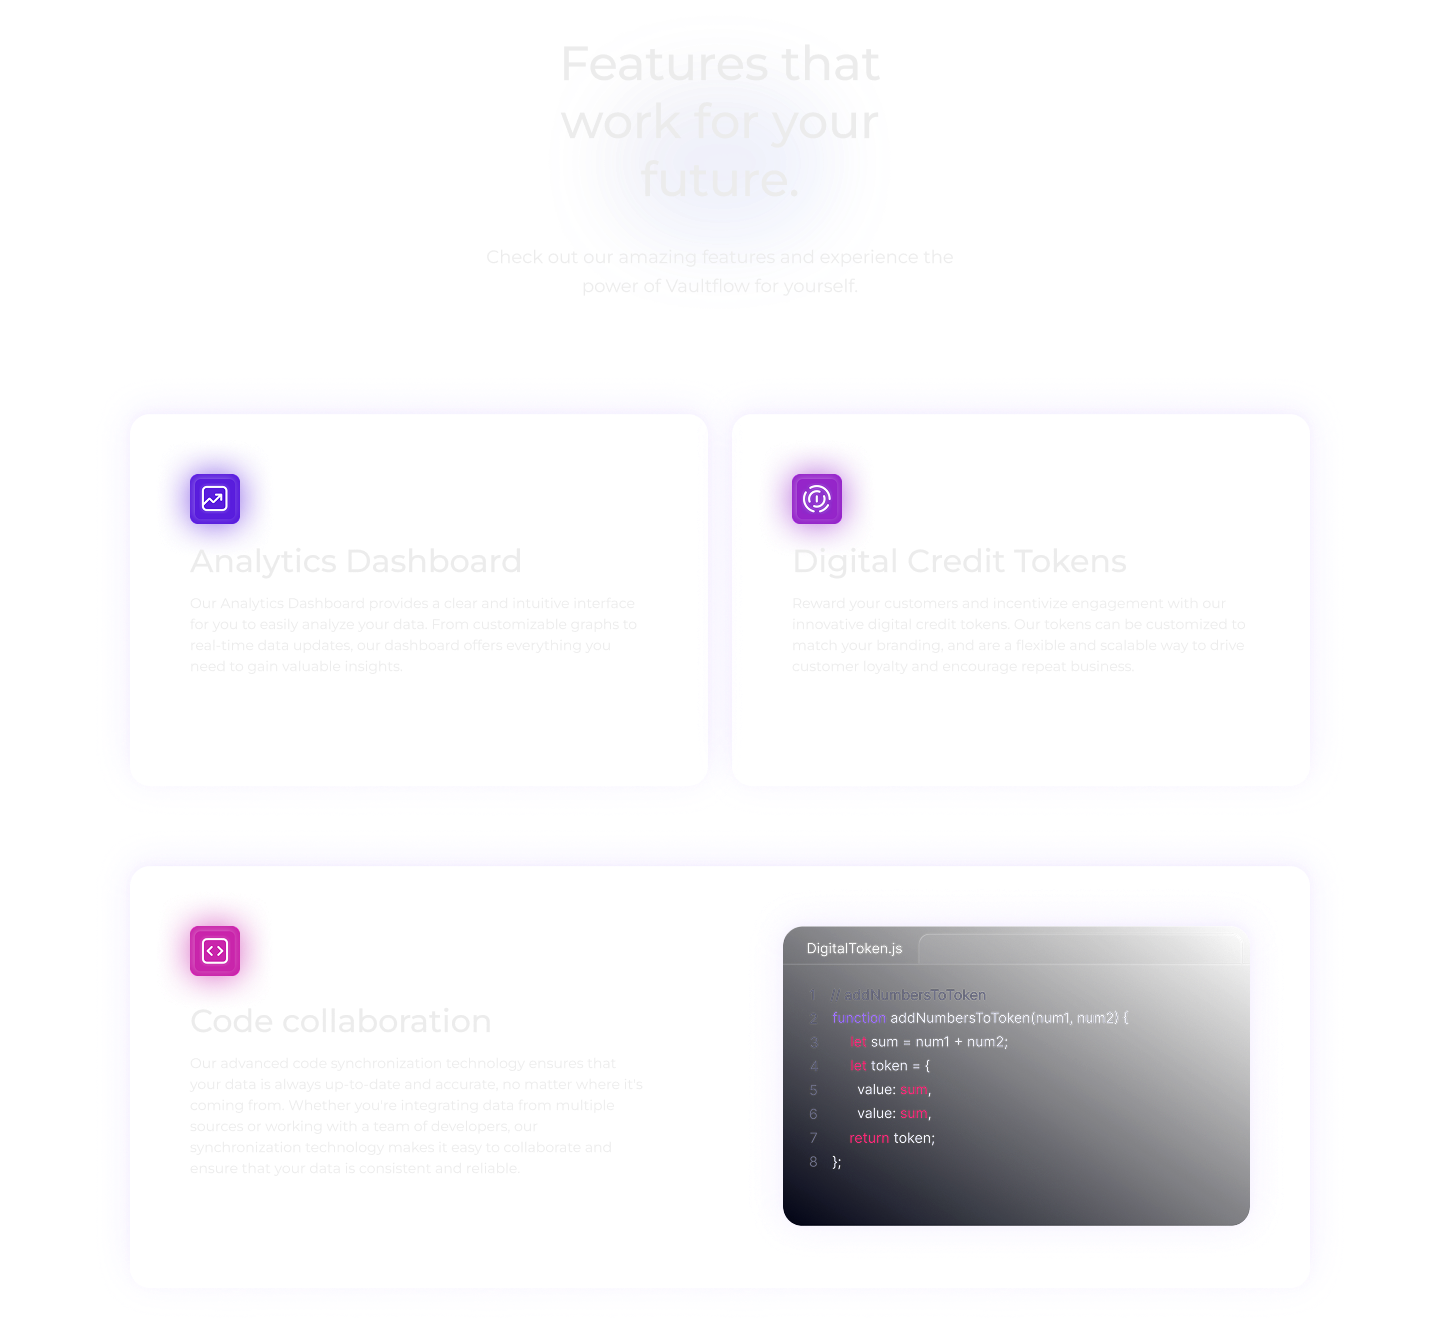 Features that
work for your
future.
Check out our amazing features and experience the
power of Vaultflow for yourself.
Analytics Dashboard
Our Analytics Dashboard provides a clear and intuitive interface
for you to easily analyze your data. From customizable graphs to
real-time data updates, our dashboard offers everything you
need to gain valuable insights.
Digital Credit Tokens
Reward your customers and incentivize engagement with our
innovative digital credit tokens. Our tokens can be customized to
match your branding, and are a flexible and scalable way to drive
customer loyalty and encourage repeat business.
Code collaboration
Our advanced code synchronization technology ensures that
your data is always up-to-date and accurate, no matter where it's
coming from. Whether you're integrating data from multiple
sources or working with a team of developers, our
synchronization technology makes it easy to collaborate and
ensure that your data is consistent and reliable.
DigitalToken.js
1 // addNumbersToToken
2 function addNumbersToToken(num1, num2) {
3 let sum = num1 + num2;
4 let token = {
5 value: sum,
6 value: sum,
7 return token;
8 };